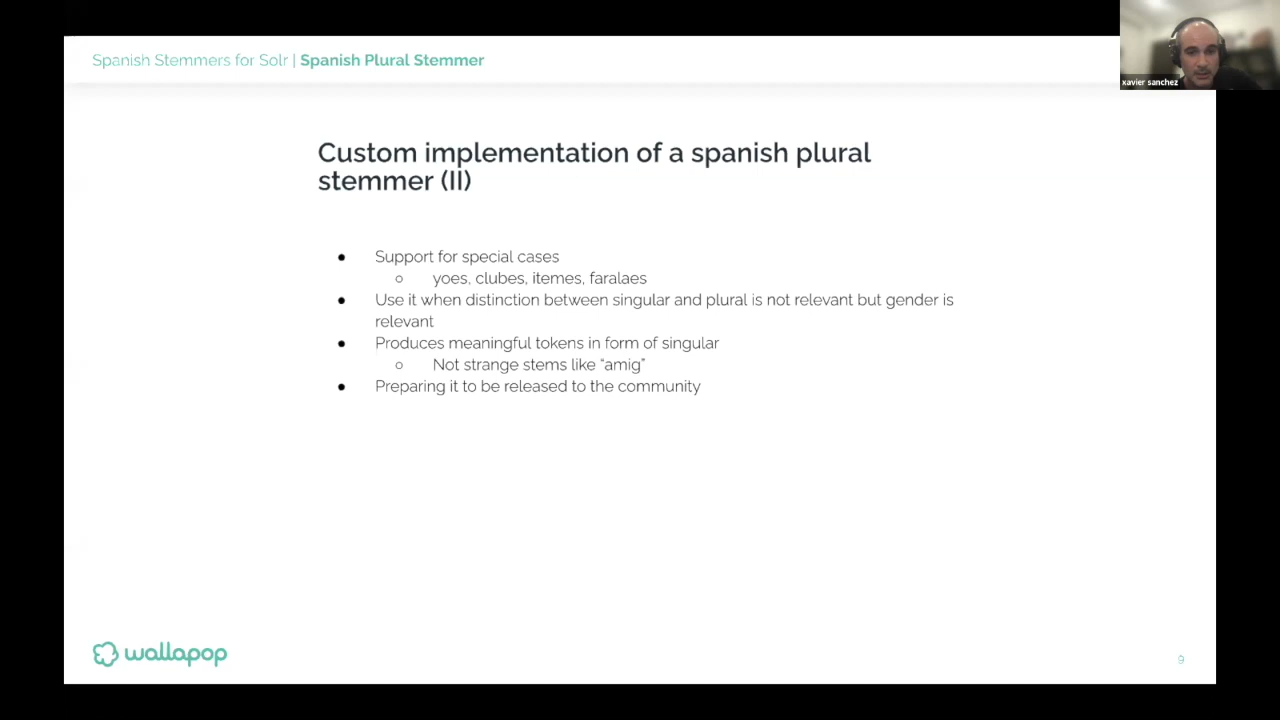 Spanish Stemmers for Solr | Spanish Plural Stemmer
xavier sanchez
Custom implementation of a spanish plural
stemmer (II)
● Support for special cases
○ yoes, clubes, itemes, faralaes
● Use it when distinction between singular and plural is not relevant but gender is
relevant
● Produces meaningful tokens in form of singular
○ Not strange stems like “amig”
● Preparing it to be released to the community
wallapop
9